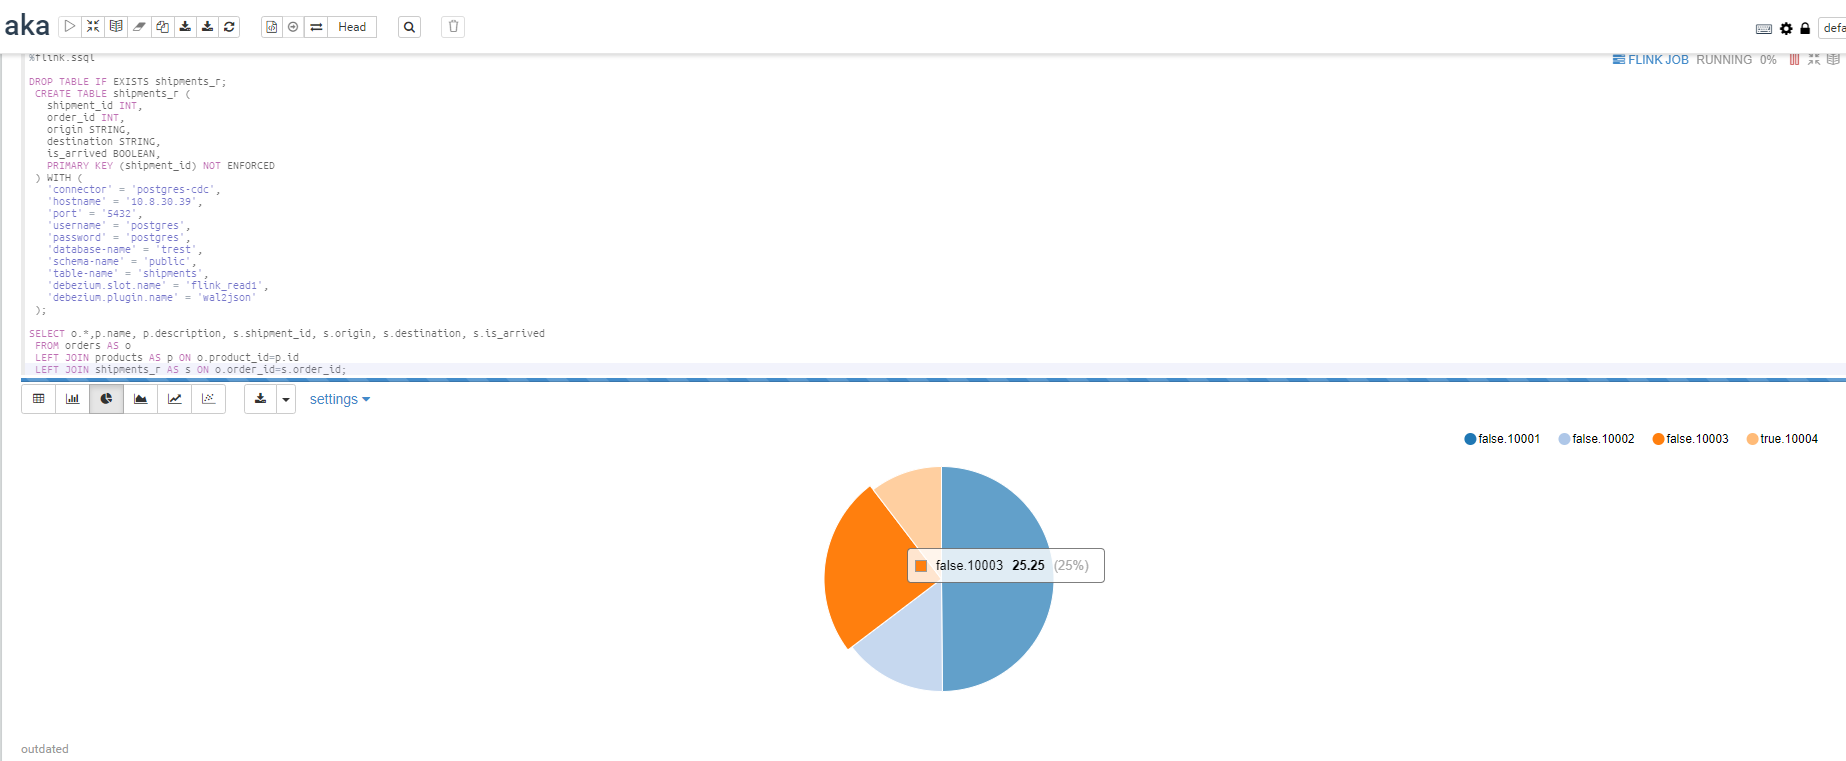 aka
Head
defa
%flink.ssql
FLINK JOB RUNNING 0%
DROP TABLE IF EXISTS shipments_r;
CREATE TABLE shipments_r (
shipment_id INT,
order_id INT,
origin STRING,
destination STRING,
is_arrived BOOLEAN,
PRIMARY KEY (shipment_id) NOT ENFORCED
) WITH (
'connector' = 'postgres-cdc',
'hostname' = '10.8.30.39',
'port' = '5432',
'username' = 'postgres',
'password' = 'postgres',
'database-name' = 'trest',
'schema-name' = 'public',
'table-name' = 'shipments',
'debezium.slot.name' = 'flink_read1',
'debezium.plugin.name' = 'wal2json'
);
SELECT o.*,p.name, p.description, s.shipment_id, s.origin, s.destination, s.is_arrived
FROM orders AS o
LEFT JOIN products AS p ON o.product_id=p.id
LEFT JOIN shipments_r AS s ON o.order_id=s.order_id;
settings
false.10001 false.10002 false.10003 true.10004
false.10003 25.25 (25%)
outdated